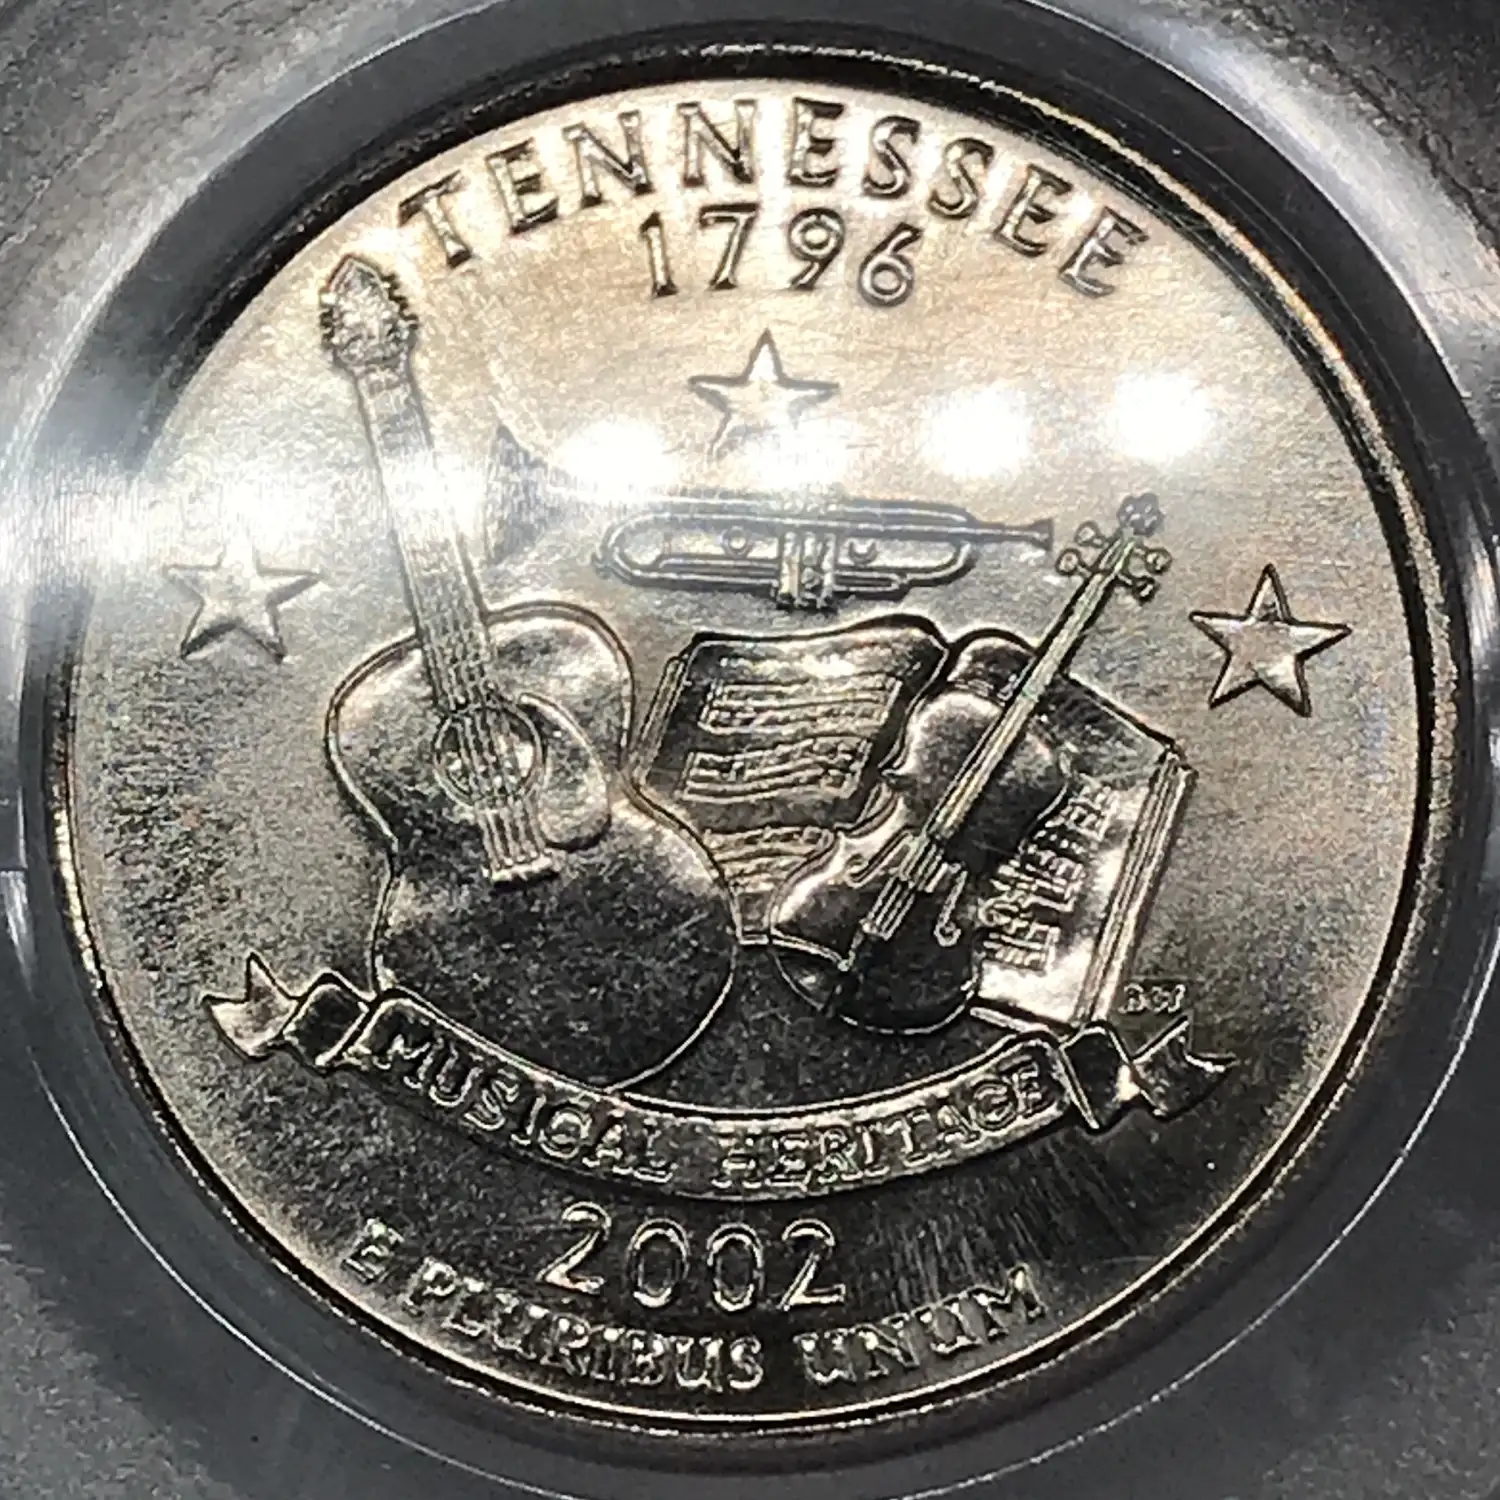 TENNESSEE
1796
MUSICAL HERITAGE
2002
E PLURIBUS UNUM